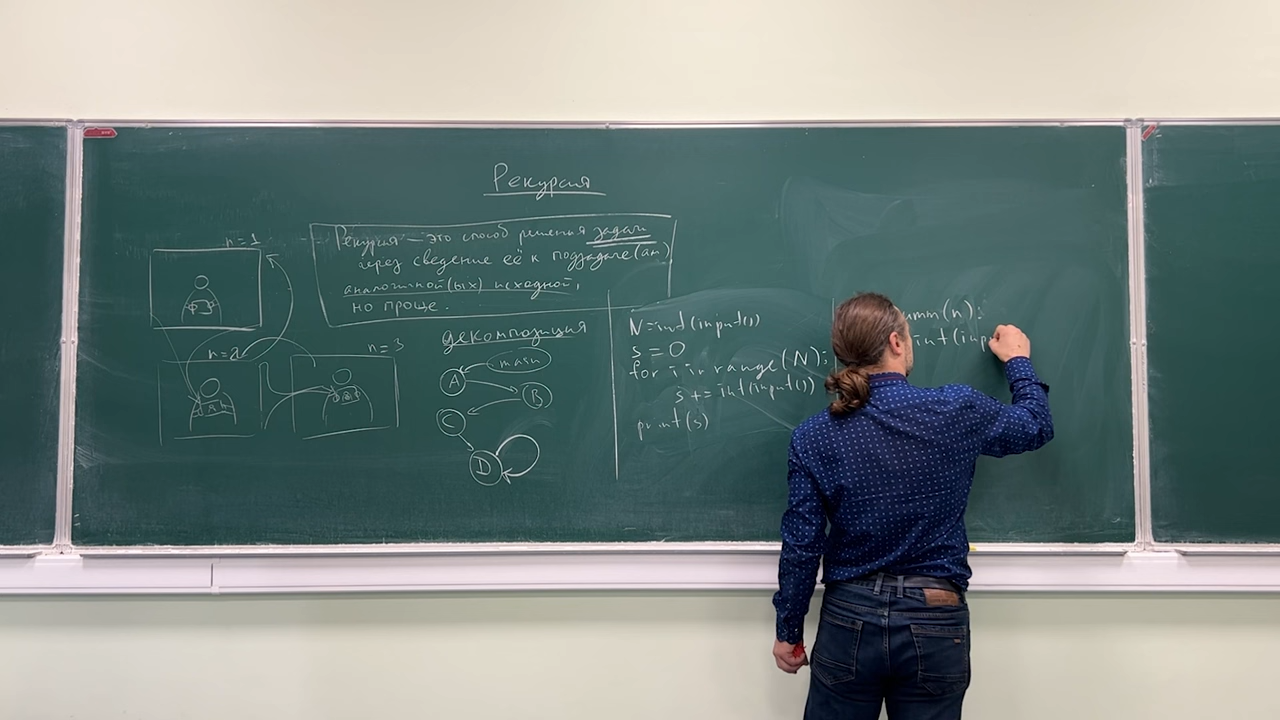 Рекурсия
Рекурсия — это способ решения задачи
через сведение её к подзадаче(ам)
аналогичной(ых) исходной,
но проще.
n=1
n=2
n=3
декомпозиция
main
A
B
C
D
N=int(input())
s=0
for i in range(N):
s+=int(input())
print(s)
summ(n):
int(inp